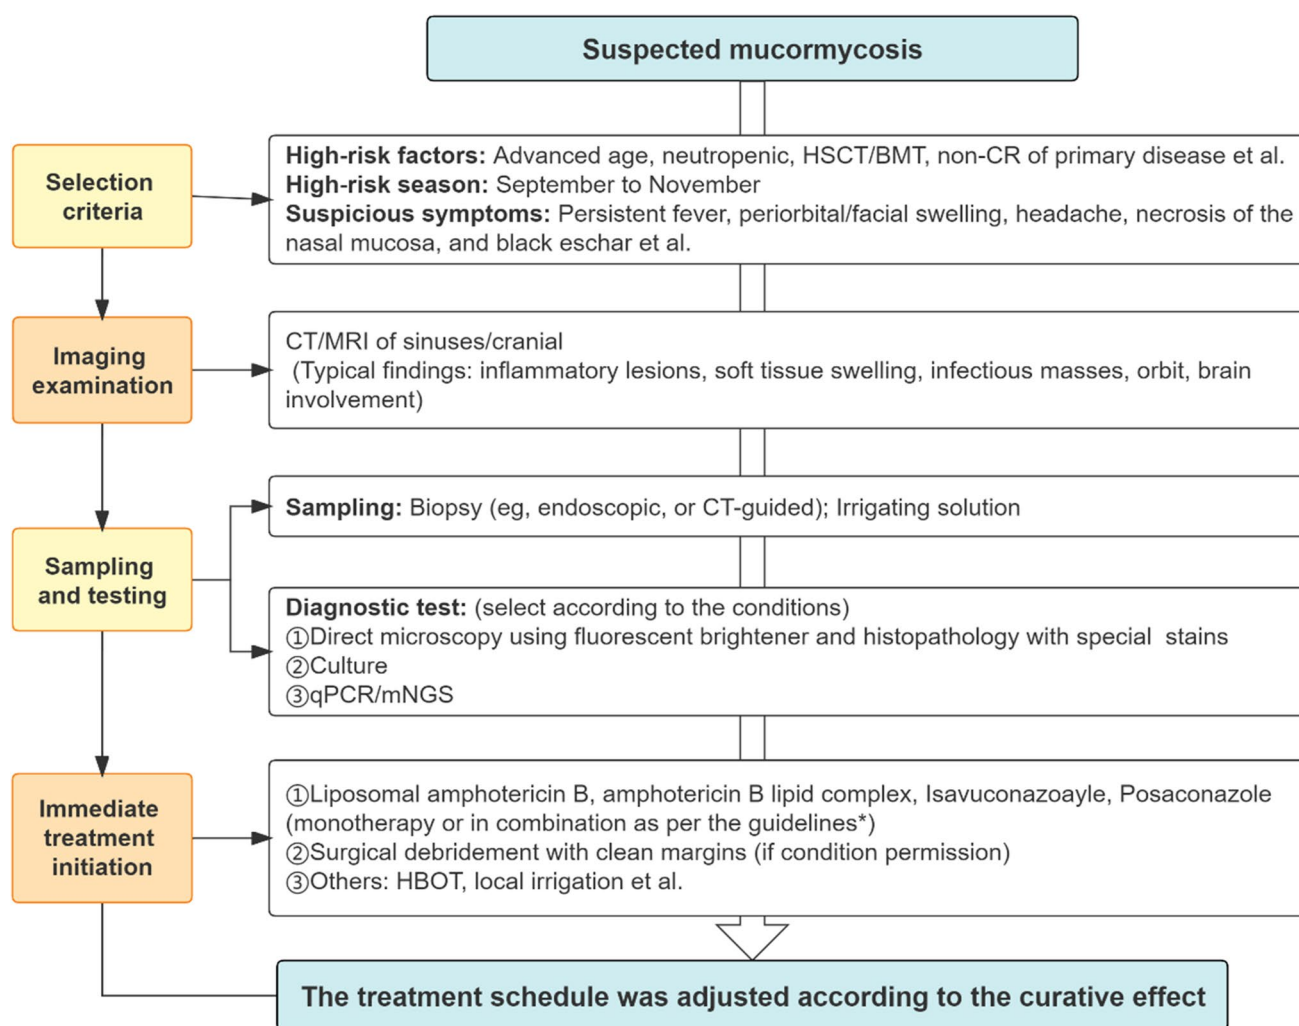 Suspected mucormycosis
Selection
criteria
High-risk factors: Advanced age, neutropenic, HSCT/BMT, non-CR of primary disease et al.
High-risk season: September to November
Suspicious symptoms: Persistent fever, periorbital/facial swelling, headache, necrosis of the
nasal mucosa, and black eschar et al.
Imaging
examination
CT/MRI of sinuses/cranial
(Typical findings: inflammatory lesions, soft tissue swelling, infectious masses, orbit, brain
involvement)
Sampling
and testing
Sampling: Biopsy (eg, endoscopic, or CT-guided); Irrigating solution
Diagnostic test: (select according to the conditions)
①Direct microscopy using fluorescent brightener and histopathology with special stains
②Culture
③qPCR/mNGS
Immediate
treatment
initiation
①Liposomal amphotericin B, amphotericin B lipid complex, Isavuconazoayle, Posaconazole
(monotherapy or in combination as per the guidelines*)
②Surgical debridement with clean margins (if condition permission)
③Others: HBOT, local irrigation et al.
The treatment schedule was adjusted according to the curative effect